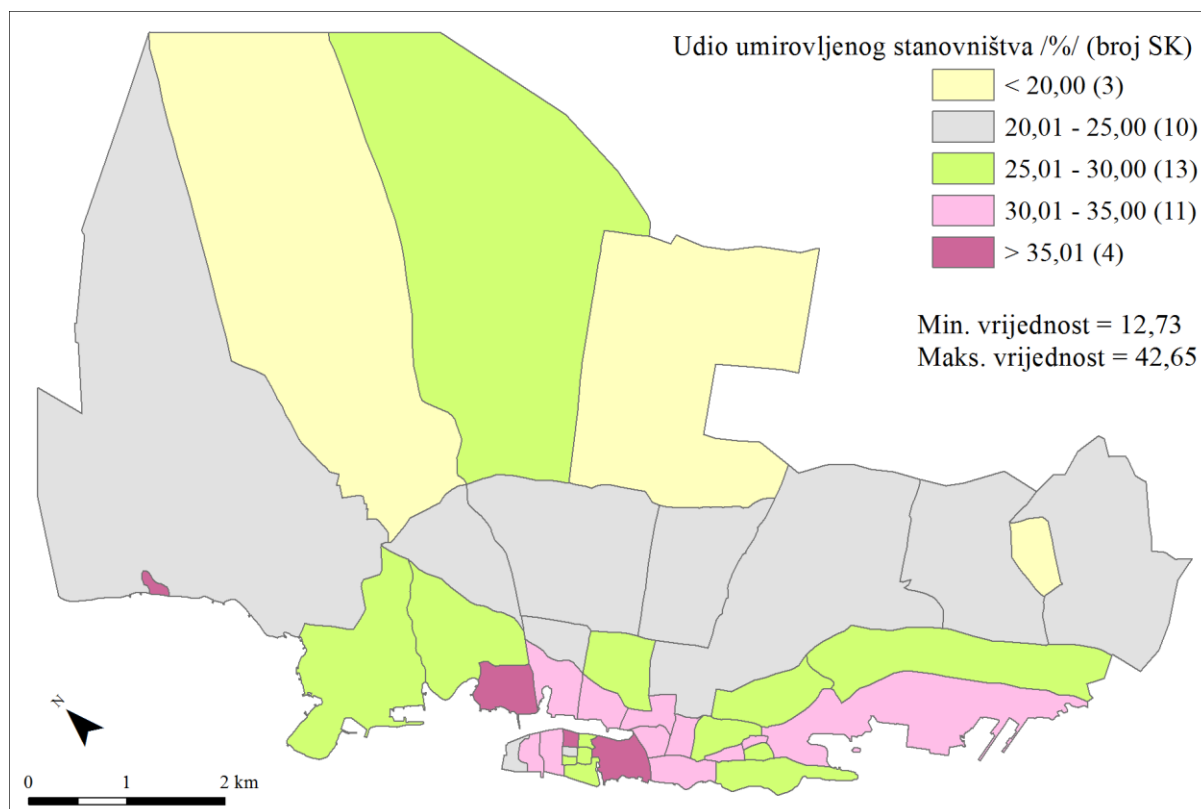 Udio umirovljenog stanovništva /%/ (broj SK)
< 20,00 (3)
20,01 - 25,00 (10)
25,01 - 30,00 (13)
30,01 - 35,00 (11)
> 35,01 (4)
Min. vrijednost = 12,73
Maks. vrijednost = 42,65
N
0 1 2 km